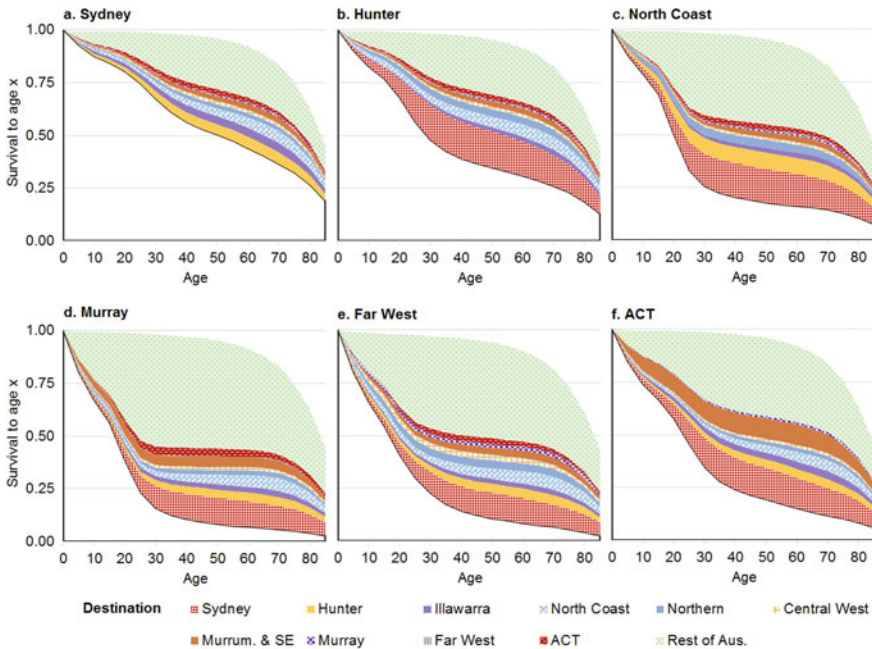 a. Sydney b. Hunter c. North Coast
1.00
0.75
0.50
0.25
0.00
Survival to age x
0 10 20 30 40 50 60 70 80 0 10 20 30 40 50 60 70 80 0 10 20 30 40 50 60 70 80
Age Age Age
d. Murray e. Far West f. ACT
1.00
0.75
0.50
0.25
0.00
Survival to age x
0 10 20 30 40 50 60 70 80 0 10 20 30 40 50 60 70 80 0 10 20 30 40 50 60 70 80
Age Age Age
Destination Sydney Hunter Illawarra North Coast Northern Central West
Murrum. & SE Murray Far West ACT Rest of Aus.